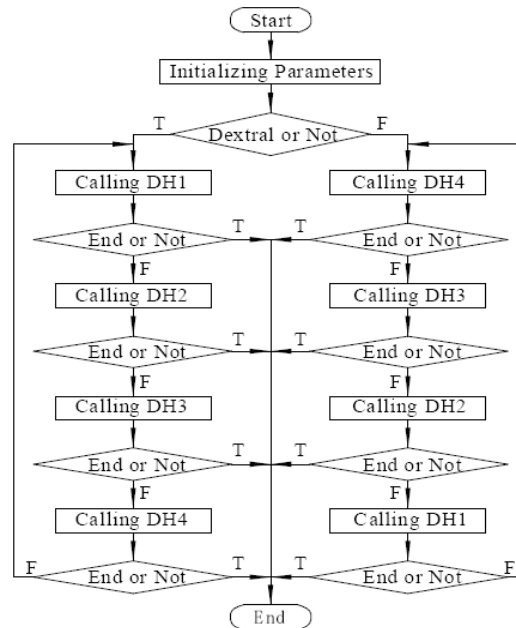 Start
Initializing Parameters
T
Dextral or Not
F
Calling DH1
Calling DH4
End or Not
T
T
End or Not
F
F
Calling DH2
Calling DH3
End or Not
T
T
End or Not
F
F
Calling DH3
Calling DH2
End or Not
T
T
End or Not
F
F
Calling DH4
Calling DH1
F
End or Not
T
T
End or Not
F
End